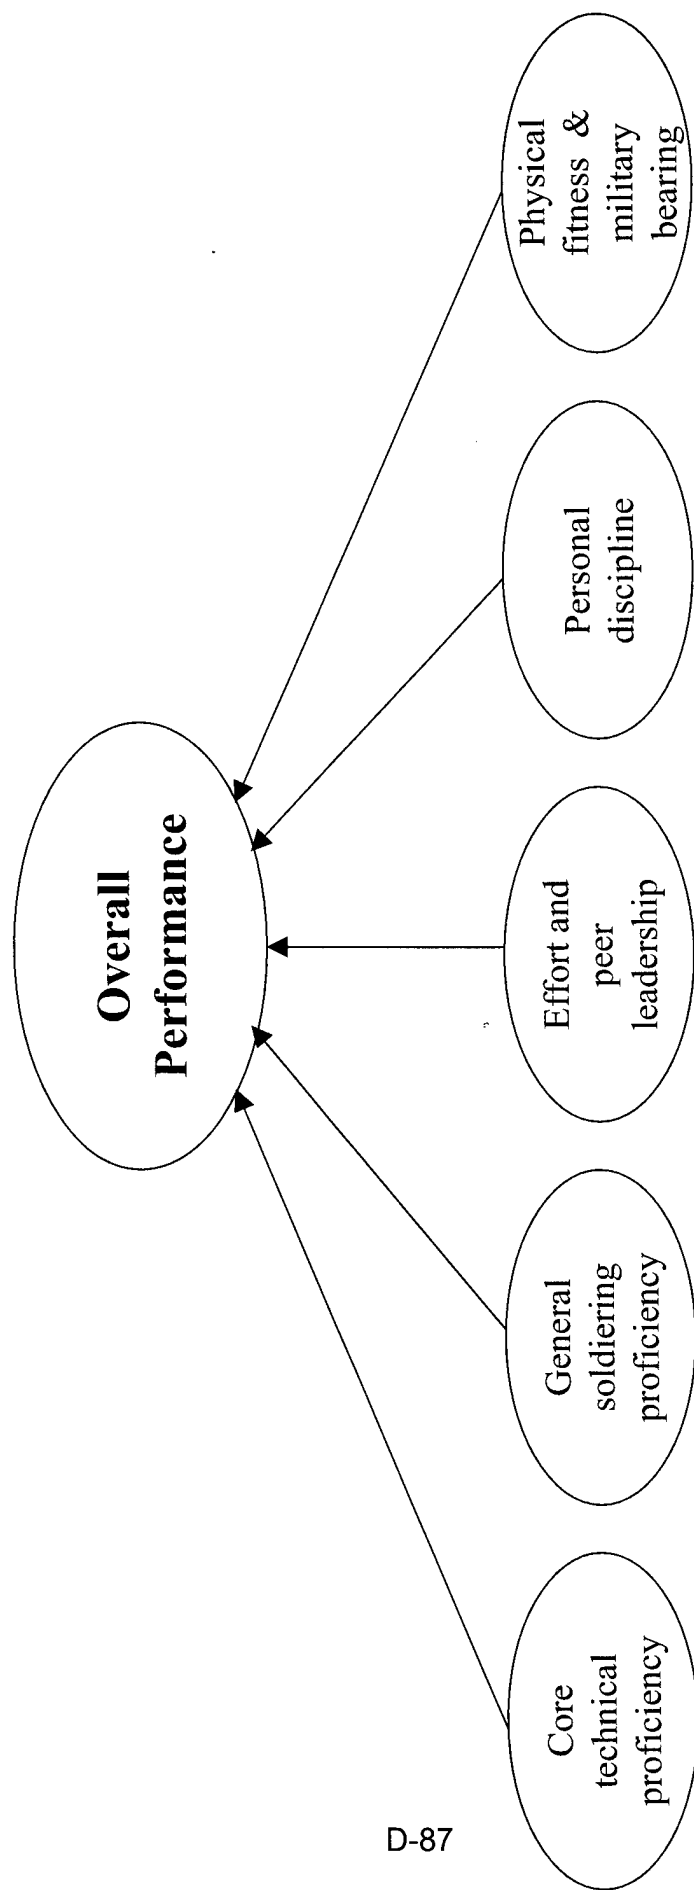 Overall
Performance
Core
technical
proficiency
General
soldiering
proficiency
Effort and
peer
leadership
Personal
discipline
Physical
fitness &
military
bearing
D-87